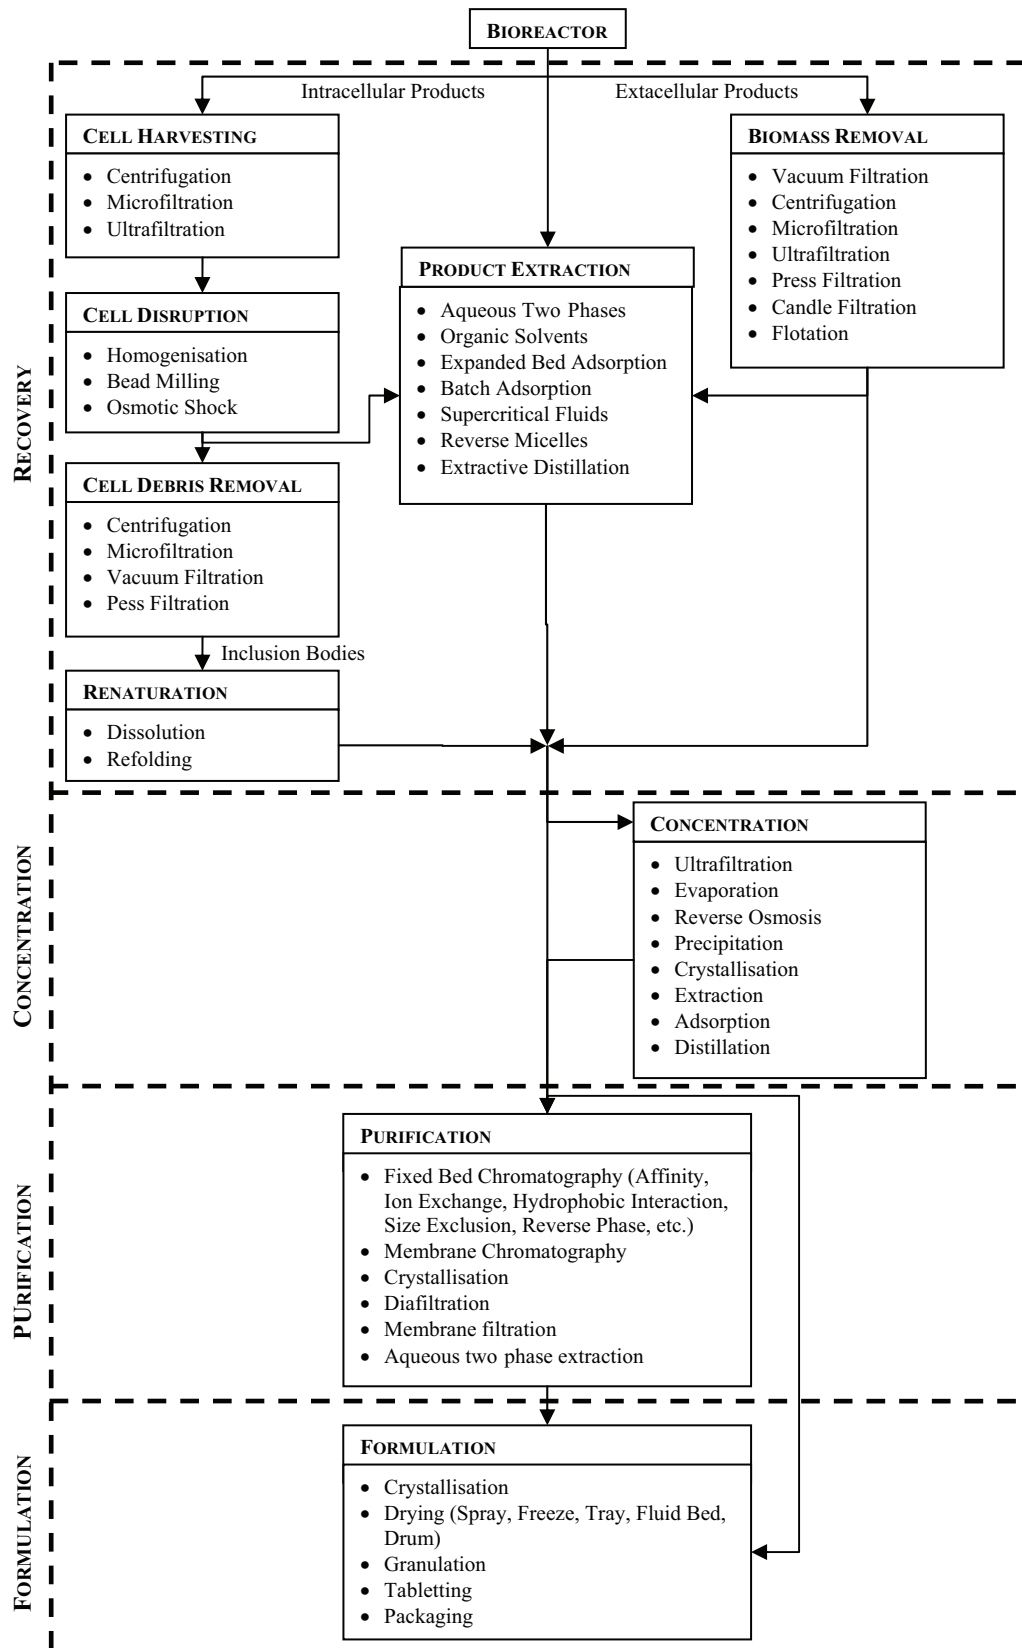 BIOREACTOR
Intracellular Products
Extacellular Products
CELL HARVESTING
• Centrifugation
• Microfiltration
• Ultrafiltration
BIOMASS REMOVAL
• Vacuum Filtration
• Centrifugation
• Microfiltration
• Ultrafiltration
• Press Filtration
• Candle Filtration
• Flotation
PRODUCT EXTRACTION
• Aqueous Two Phases
• Organic Solvents
• Expanded Bed Adsorption
• Batch Adsorption
• Supercritical Fluids
• Reverse Micelles
• Extractive Distillation
CELL DISRUPTION
• Homogenisation
• Bead Milling
• Osmotic Shock
RECOVERY
CELL DEBRIS REMOVAL
• Centrifugation
• Microfiltration
• Vacuum Filtration
• Pess Filtration
Inclusion Bodies
RENATURATION
• Dissolution
• Refolding
CONCENTRATION
CONCENTRATION
• Ultrafiltration
• Evaporation
• Reverse Osmosis
• Precipitation
• Crystallisation
• Extraction
• Adsorption
• Distillation
PURIFICATION
PURIFICATION
• Fixed Bed Chromatography (Affinity,
Ion Exchange, Hydrophobic Interaction,
Size Exclusion, Reverse Phase, etc.)
• Membrane Chromatography
• Crystallisation
• Diafiltration
• Membrane filtration
• Aqueous two phase extraction
FORMULATION
FORMULATION
• Crystallisation
• Drying (Spray, Freeze, Tray, Fluid Bed,
Drum)
• Granulation
• Tabletting
• Packaging